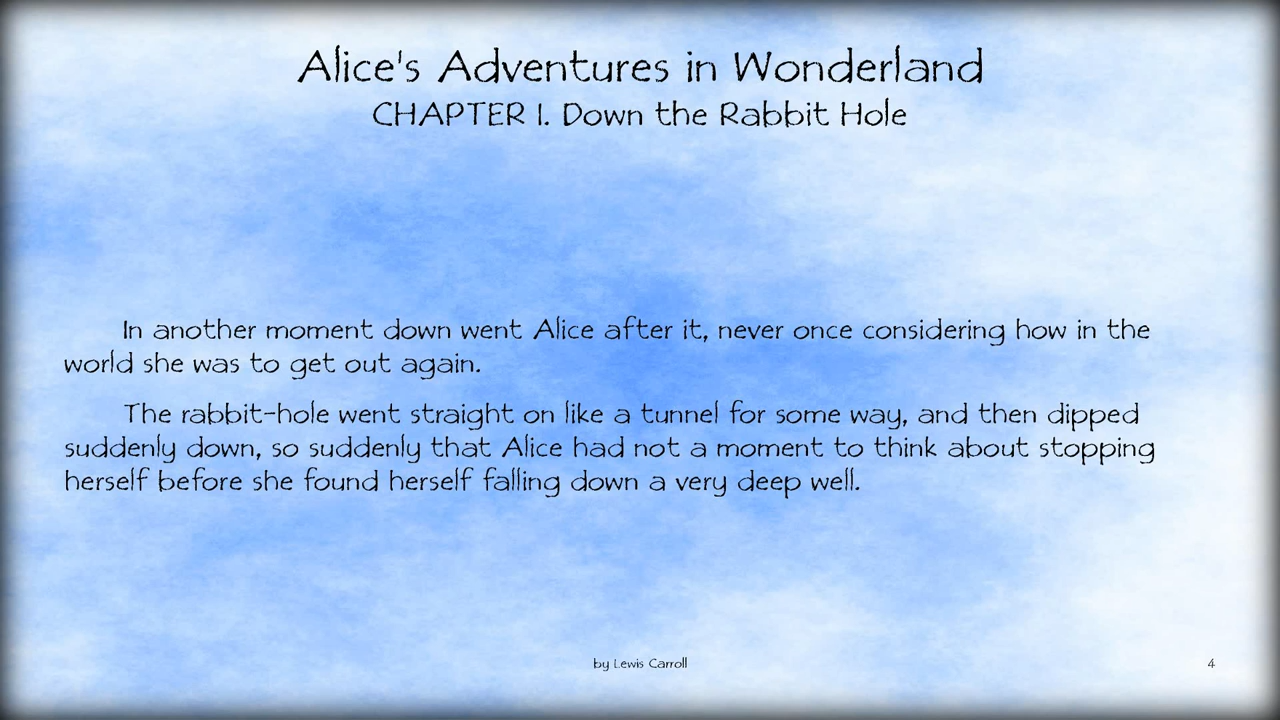 Alice's Adventures in Wonderland
CHAPTER I. Down the Rabbit Hole
In another moment down went Alice after it, never once considering how in the
world she was to get out again.
The rabbit-hole went straight on like a tunnel for some way, and then dipped
suddenly down, so suddenly that Alice had not a moment to think about stopping
herself before she found herself falling down a very deep well.
by Lewis Carroll
4